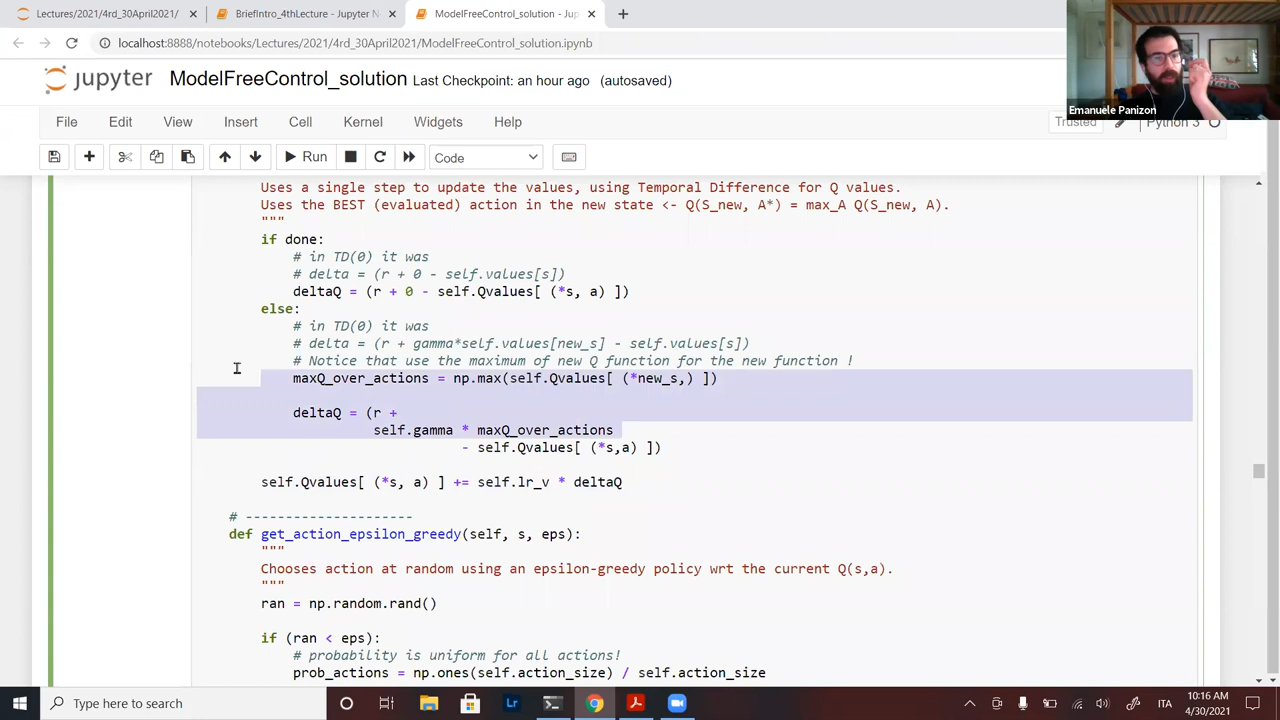 Lectures/2021/4rd_30April2021/
BriefIntro_4thLecture - Jupyter N
ModelFreeControl_solution - Jup
localhost:8888/notebooks/Lectures/2021/4rd_30April2021/ModelFreeControl_solution.ipynb
Emanuele Panizon
jupyter ModelFreeControl_solution Last Checkpoint: an hour ago (autosaved)
File Edit View Insert Cell Kernel Widgets Help
Trusted Python 3
Run Code
Uses a single step to update the values, using Temporal Difference for Q values.
Uses the BEST (evaluated) action in the new state <- Q(S_new, A*) = max_A Q(S_new, A).
"""
if done:
# in TD(0) it was
# delta = (r + 0 - self.values[s])
deltaQ = (r + 0 - self.Qvalues[ (*s, a) ])
else:
# in TD(0) it was
# delta = (r + gamma*self.values[new_s] - self.values[s])
# Notice that use the maximum of new Q function for the new function !
maxQ_over_actions = np.max(self.Qvalues[ (*new_s,) ])
deltaQ = (r +
self.gamma * maxQ_over_actions
- self.Qvalues[ (*s,a) ])
self.Qvalues[ (*s, a) ] += self.lr_v * deltaQ
# ---------------------
def get_action_epsilon_greedy(self, s, eps):
"""
Chooses action at random using an epsilon-greedy policy wrt the current Q(s,a).
"""
ran = np.random.rand()
if (ran < eps):
# probability is uniform for all actions!
prob_actions = np.ones(self.action_size) / self.action_size
Type here to search
ITA
10:16 AM
4/30/2021